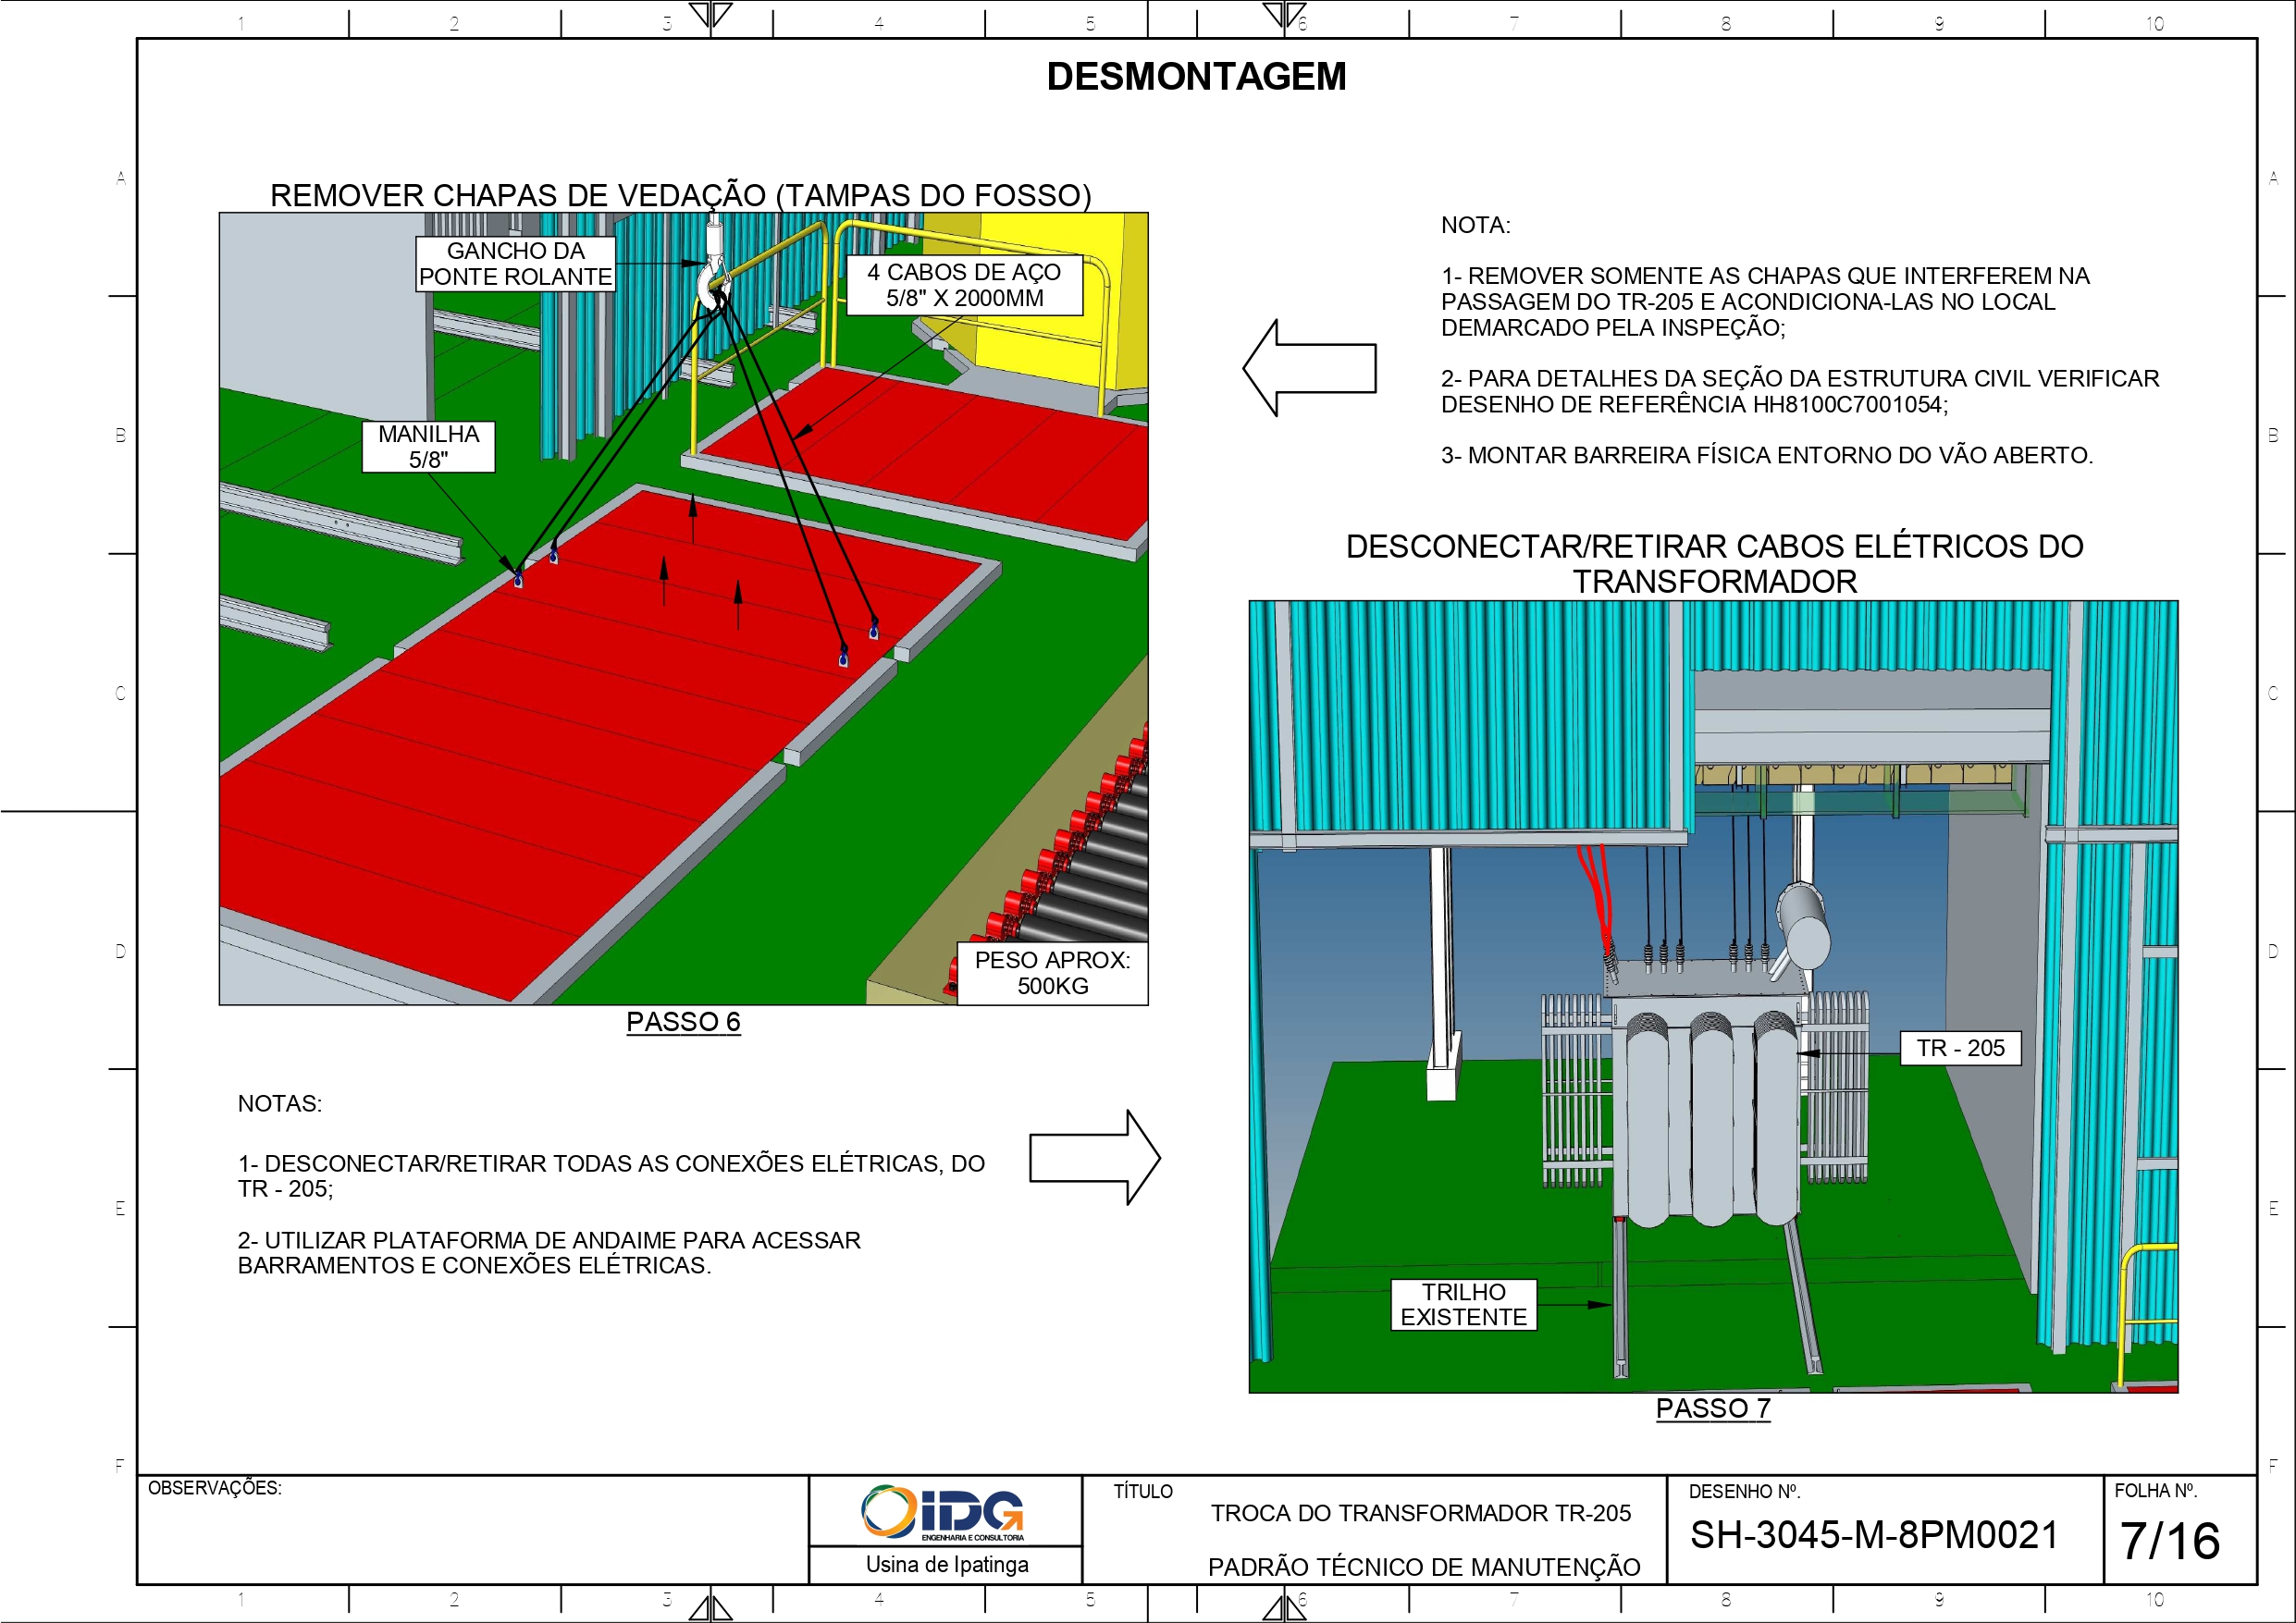 1 2 3 4 5 6 7 8 9 10
DESMONTAGEM
A A
REMOVER CHAPAS DE VEDAÇÃO (TAMPAS DO FOSSO)
GANCHO DA
PONTE ROLANTE
4 CABOS DE AÇO
5/8" X 2000MM
MANILHA
5/8"
PESO APROX:
500KG
PASSO 6
NOTA:
1- REMOVER SOMENTE AS CHAPAS QUE INTERFEREM NA
PASSAGEM DO TR-205 E ACONDICIONA-LAS NO LOCAL
DEMARCADO PELA INSPEÇÃO;
2- PARA DETALHES DA SEÇÃO DA ESTRUTURA CIVIL VERIFICAR
DESENHO DE REFERÊNCIA HH8100C7001054;
3- MONTAR BARREIRA FÍSICA ENTORNO DO VÃO ABERTO.
B B
DESCONECTAR/RETIRAR CABOS ELÉTRICOS DO
TRANSFORMADOR
C C
D D
TR - 205
TRILHO
EXISTENTE
PASSO 7
NOTAS:
1- DESCONECTAR/RETIRAR TODAS AS CONEXÕES ELÉTRICAS, DO
TR - 205;
2- UTILIZAR PLATAFORMA DE ANDAIME PARA ACESSAR
BARRAMENTOS E CONEXÕES ELÉTRICAS.
E E
F F
OBSERVAÇÕES:
iDG
ENGENHARIA E CONSULTORIA
Usina de Ipatinga
TÍTULO
TROCA DO TRANSFORMADOR TR-205
PADRÃO TÉCNICO DE MANUTENÇÃO
DESENHO Nº.
SH-3045-M-8PM0021
FOLHA Nº.
7/16
1 2 3 4 5 6 7 8 9 10